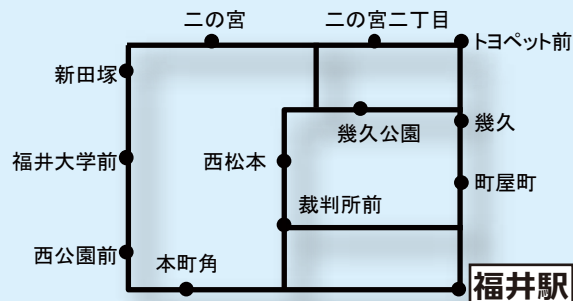 二の宮
二の宮二丁目
トヨペット前
新田塚
幾久公園
幾久
福井大学前
西松本
町屋町
裁判所前
西公園前
本町角
福井駅